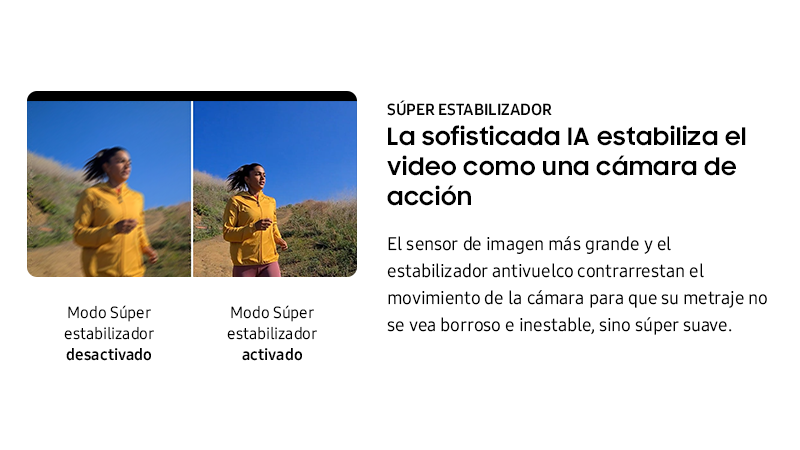 SÚPER ESTABILIZADOR
La sofisticada IA estabiliza el
video como una cámara de
acción
El sensor de imagen más grande y el
estabilizador antivuelco contrarrestan el
movimiento de la cámara para que su metraje no
se vea borroso e inestable, sino súper suave.
Modo Súper
estabilizador
desactivado
Modo Súper
estabilizador
activado